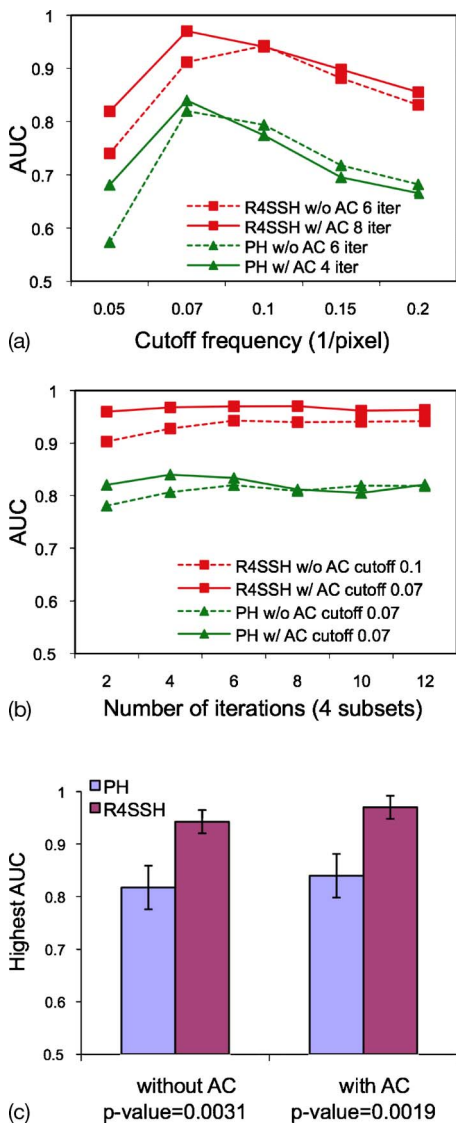 1
0.9
0.8
0.7
0.6
0.5
AUC
R4SSH w/o AC 6 iter
R4SSH w/ AC 8 iter
PH w/o AC 6 iter
PH w/ AC 4 iter
0.05 0.07 0.1 0.15 0.2
(a) Cutoff frequency (1/pixel)
1
0.9
0.8
0.7
0.6
0.5
AUC
R4SSH w/o AC cutoff 0.1
R4SSH w/ AC cutoff 0.07
PH w/o AC cutoff 0.07
PH w/ AC cutoff 0.07
2 4 6 8 10 12
(b) Number of iterations (4 subsets)
PH
R4SSH
1
0.9
0.8
0.7
0.6
0.5
Highest AUC
without AC with AC
(c) p-value=0.0031 p-value=0.0019